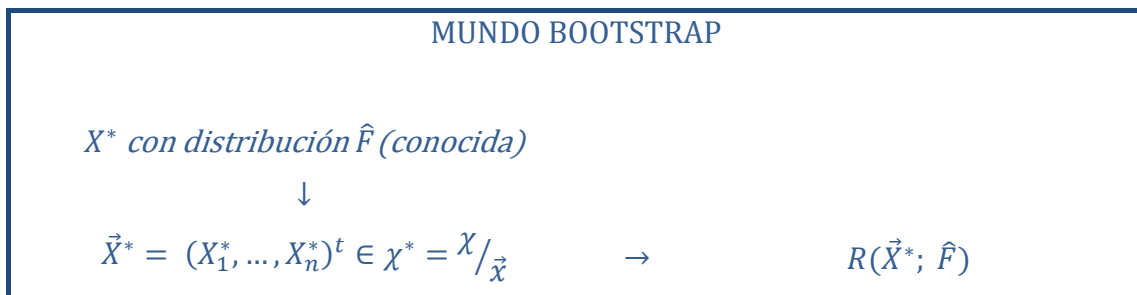 MUNDO BOOTSTRAP
X* con distribución F̂ (conocida)
↓
X⃗* = (X₁*, …, Xₙ*)ᵗ ∈ χ* = χ/x⃗ → R(X⃗*; F̂)